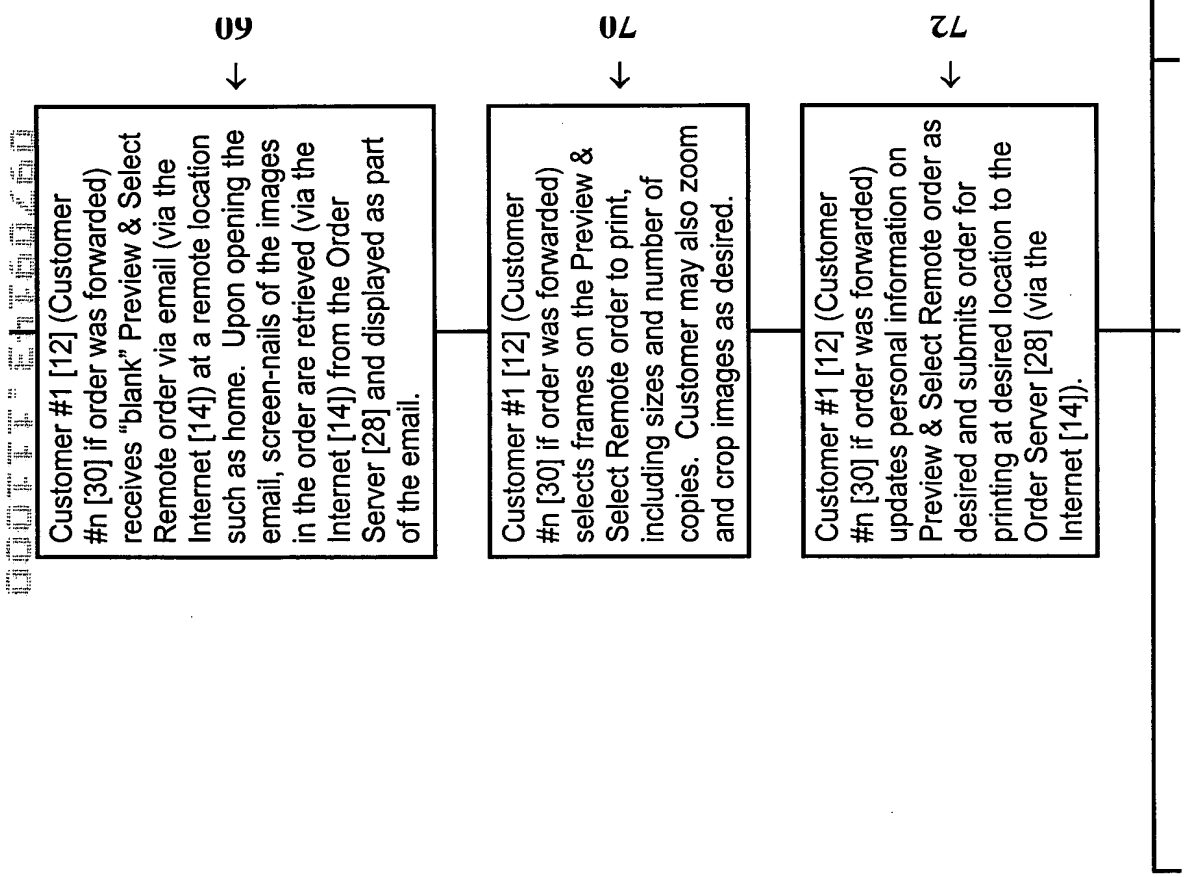 Customer #1 [12] (Customer
#n [30] if order was forwarded)
receives “blank” Preview & Select
Remote order via email (via the
Internet [14]) at a remote location
such as home. Upon opening the
email, screen-nails of the images
in the order are retrieved (via the
Internet [14]) from the Order
Server [28] and displayed as part
of the email.
60
Customer #1 [12] (Customer
#n [30] if order was forwarded)
selects frames on the Preview &
Select Remote order to print,
including sizes and number of
copies. Customer may also zoom
and crop images as desired.
70
Customer #1 [12] (Customer
#n [30] if order was forwarded)
updates personal information on
Preview & Select Remote order as
desired and submits order for
printing at desired location to the
Order Server [28] (via the
Internet [14]).
72